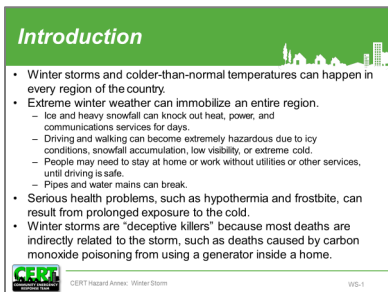 Introduction
• Winter storms and colder-than-normal temperatures can happen in
every region of the country.
• Extreme winter weather can immobilize an entire region.
– Ice and heavy snowfall can knock out heat, power, and
communications services for days.
– Driving and walking can become extremely hazardous due to icy
conditions, snowfall accumulation, low visibility, or extreme cold.
– People may need to stay at home or work without utilities or other services,
until driving is safe.
– Pipes and water mains can break.
• Serious health problems, such as hypothermia and frostbite, can
result from prolonged exposure to the cold.
• Winter storms are “deceptive killers” because most deaths are
indirectly related to the storm, such as deaths caused by carbon
monoxide poisoning from using a generator inside a home.
CERT
COMMUNITY EMERGENCY
RESPONSE TEAM
CERT Hazard Annex: Winter Storm
WS-1